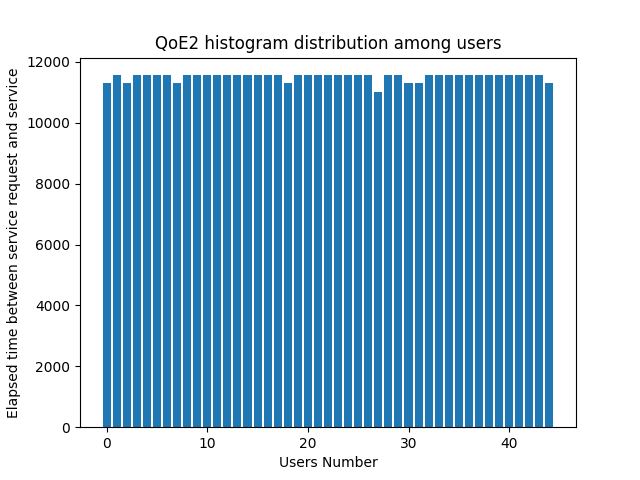 QoE2 histogram distribution among users
Elapsed time between service request and service
12000
10000
8000
6000
4000
2000
0
0 10 20 30 40
Users Number